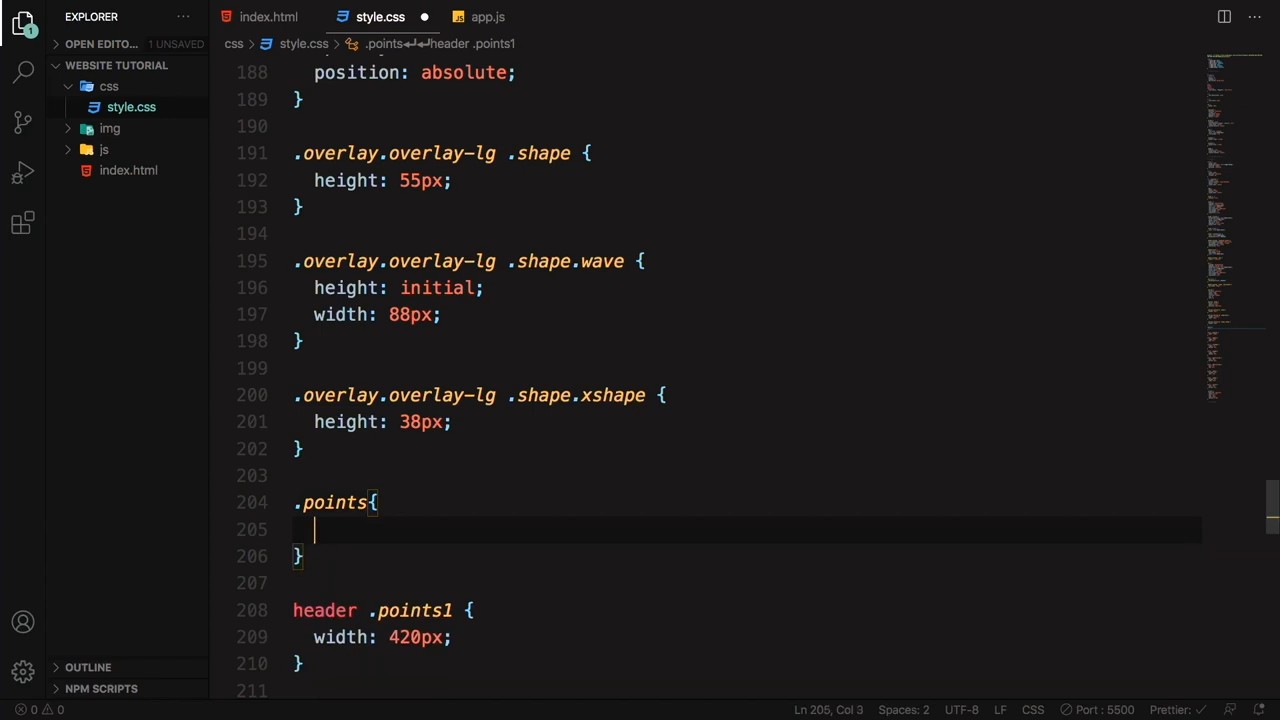 EXPLORER
index.html
style.css
app.js
OPEN EDITO... 1 UNSAVED
css > style.css > .points↵↵header .points1
WEBSITE TUTORIAL
css
style.css
img
js
index.html
188 position: absolute;
189 }
190
191 .overlay.overlay-lg .shape {
192 height: 55px;
193 }
194
195 .overlay.overlay-lg .shape.wave {
196 height: initial;
197 width: 88px;
198 }
199
200 .overlay.overlay-lg .shape.xshape {
201 height: 38px;
202 }
203
204 .points{
205
206 }
207
208 header .points1 {
209 width: 420px;
210 }
211
OUTLINE
NPM SCRIPTS
1
0 0
Ln 205, Col 3 Spaces: 2 UTF-8 LF CSS Port : 5500 Prettier: ✓